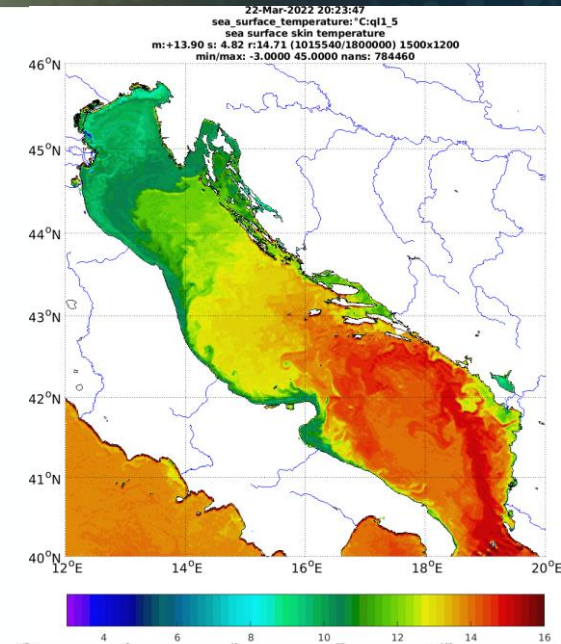 22-Mar-2022 20:23:47
sea_surface_temperature:°C:ql1_5
sea surface skin temperature
m:+13.90 s: 4.82 r:14.71 (1015540/1800000) 1500x1200
min/max: -3.0000 45.0000 nans: 784460
46°N
45°N
44°N
43°N
42°N
41°N
40°N
12°E 14°E 16°E 18°E 20°E
4 6 8 10 12 14 16